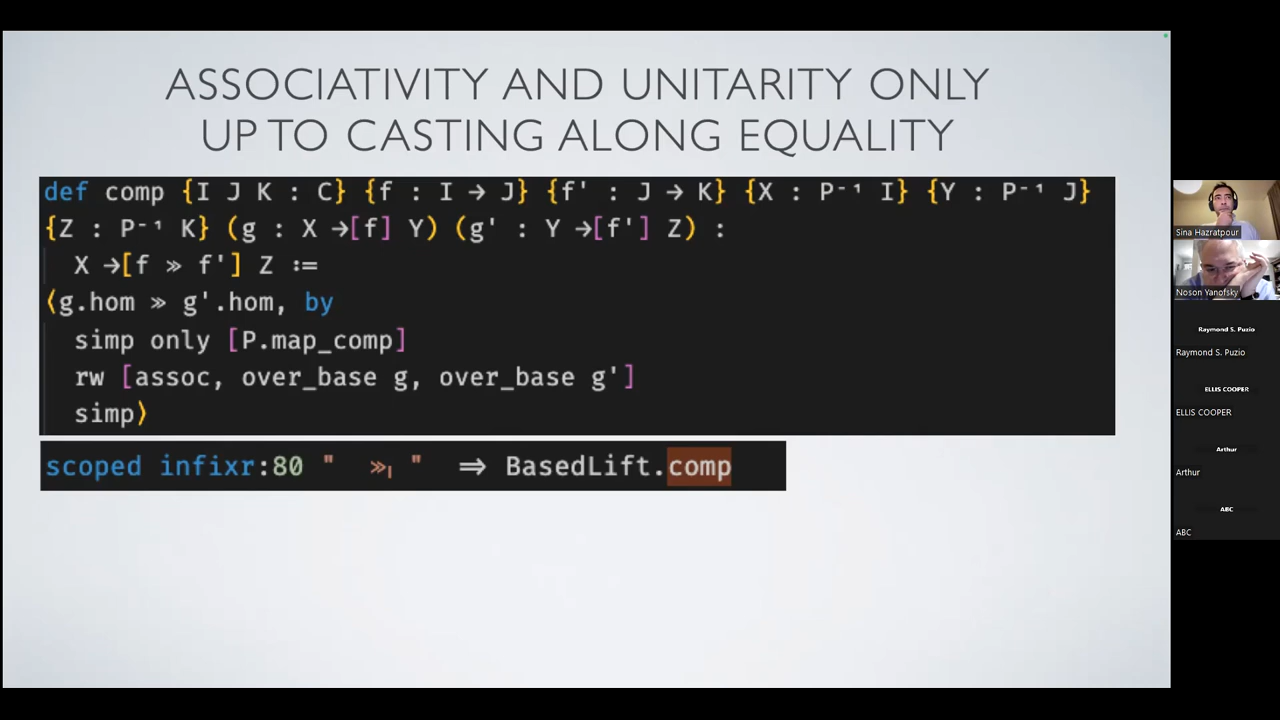 ASSOCIATIVITY AND UNITARITY ONLY
UP TO CASTING ALONG EQUALITY
def comp {I J K : C} {f : I → J} {f' : J → K} {X : P⁻¹ I} {Y : P⁻¹ J}
{Z : P⁻¹ K} (g : X →[f] Y) (g' : Y →[f'] Z) :
X →[f ≫ f'] Z :=
⟨g.hom ≫ g'.hom, by
simp only [P.map_comp]
rw [assoc, over_base g, over_base g']
simp⟩
scoped infixr:80 "  ≫ₗ " => BasedLift.comp
Sina Hazratpour
Noson Yanofsky
Raymond S. Puzio
Raymond S. Puzio
ELLIS COOPER
ELLIS COOPER
Arthur
Arthur
ABC
ABC